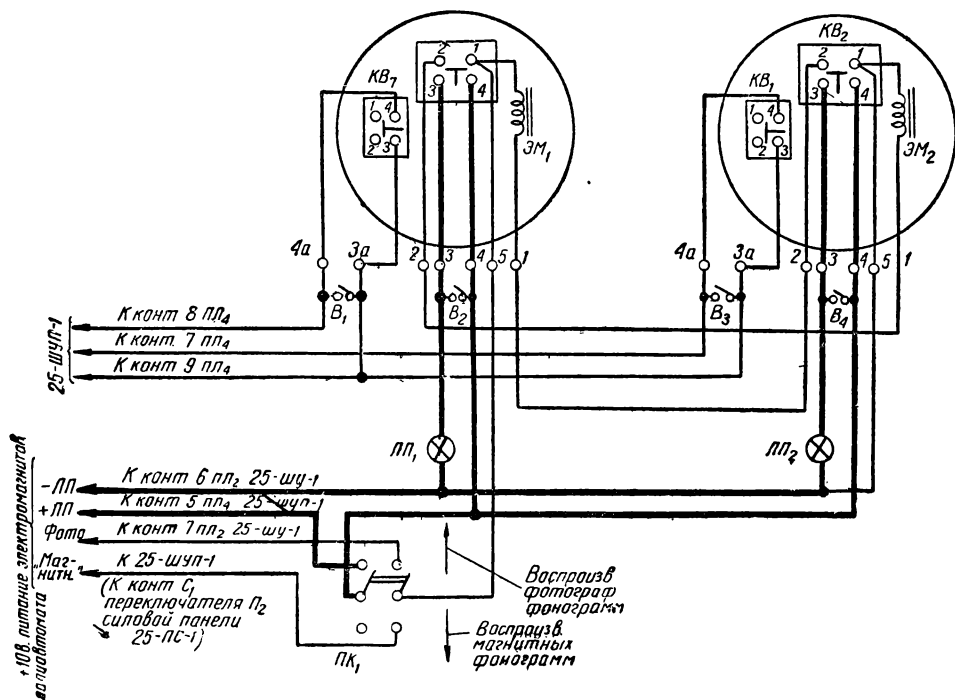 КВ7
2 1
3 4
1 4
2 3
ЭМ1
КВ2
2 1
3 4
КВ1
1 4
2 3
ЭМ2
4а 3а 2 3 4 5 1
4а 3а 2 3 4 5 1
В1 В2 В3 В4
25-ШУП-1
К конт 8 ПЛ4
К конт. 7 ПЛ4
К конт 9 ПЛ4
ЛП1 ЛП2
+10В. питание электромагнитов
-ЛП К конт 6 пл2 25-шу-1
+ЛП К конт 5 пл4 25-шуп-1
Фото К конт 7 пл2 25-шу-1
"Магнитн." К 25-шуп-1
(К конт С1
переключателя П2
силовой панели
25-ПС-1)
ПК1
Воспроизв
фотограф
фонограмм
Воспроизв.
магнитных
фонограмм